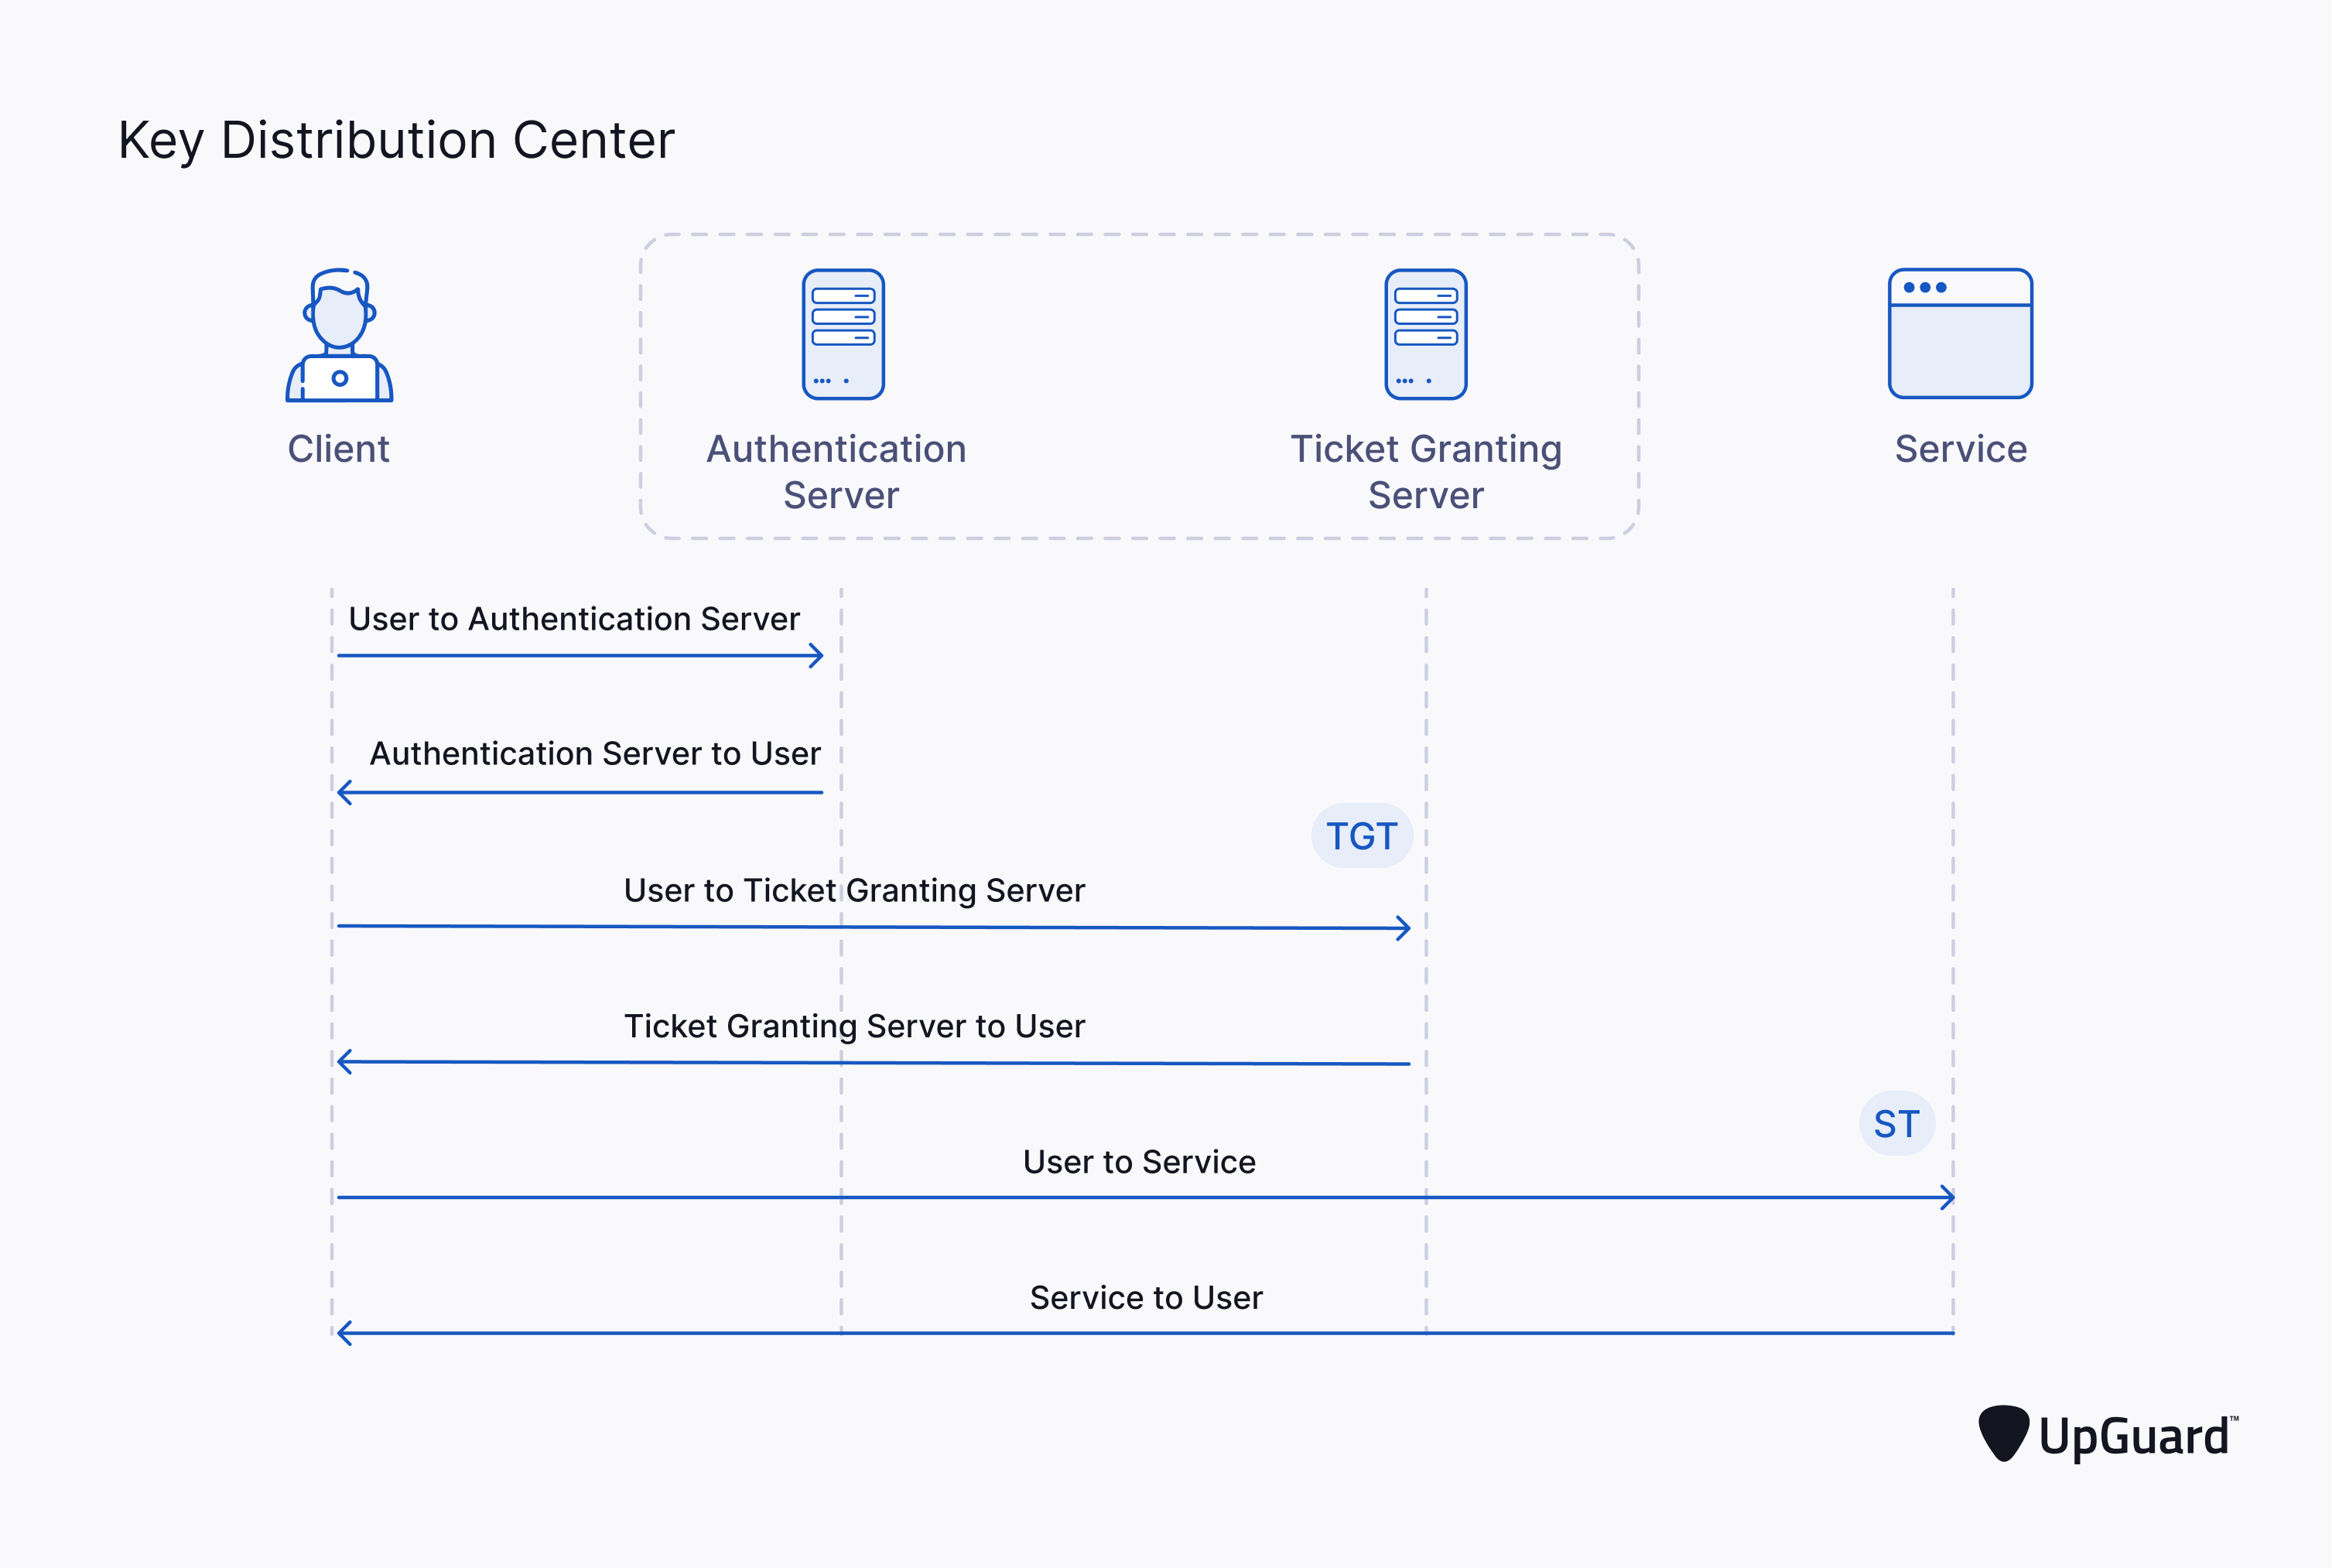 Key Distribution Center
Client
Authentication
Server
Ticket Granting
Server
Service
User to Authentication Server
Authentication Server to User
TGT
User to Ticket Granting Server
Ticket Granting Server to User
ST
User to Service
Service to User
UpGuard™